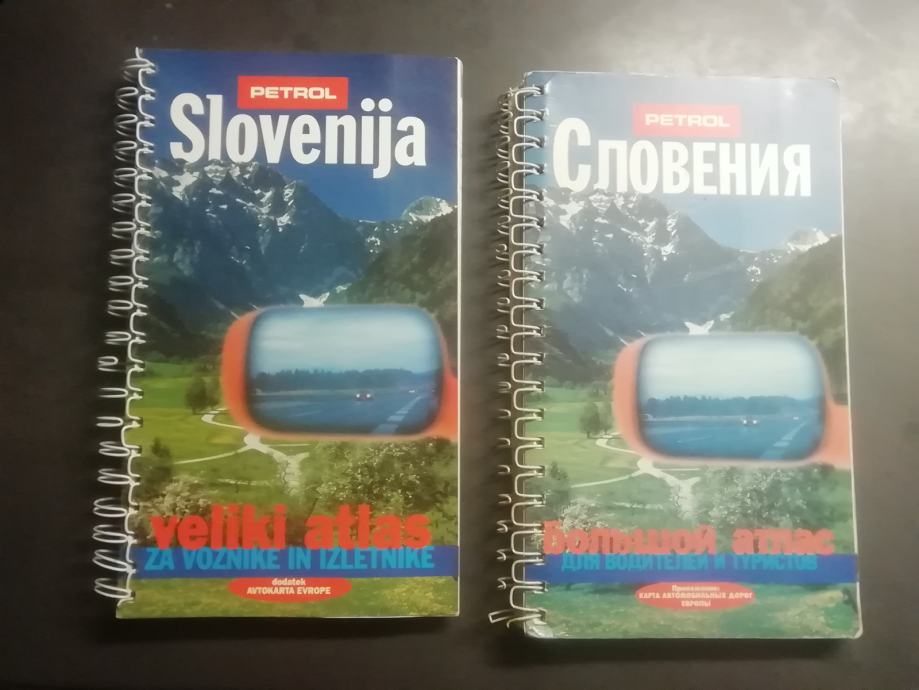 PETROL
Slovenija
veliki atlas
ZA VOZNIKE IN IZLETNIKE
dodatek
AVTOKARTA EVROPE
PETROL
СЛОВЕНИЯ
большой атлас
ДЛЯ ВОДИТЕЛЕЙ И ТУРИСТОВ
Приложение:
КАРТА АВТОМОБИЛЬНЫХ ДОРОГ
ЕВРОПЫ